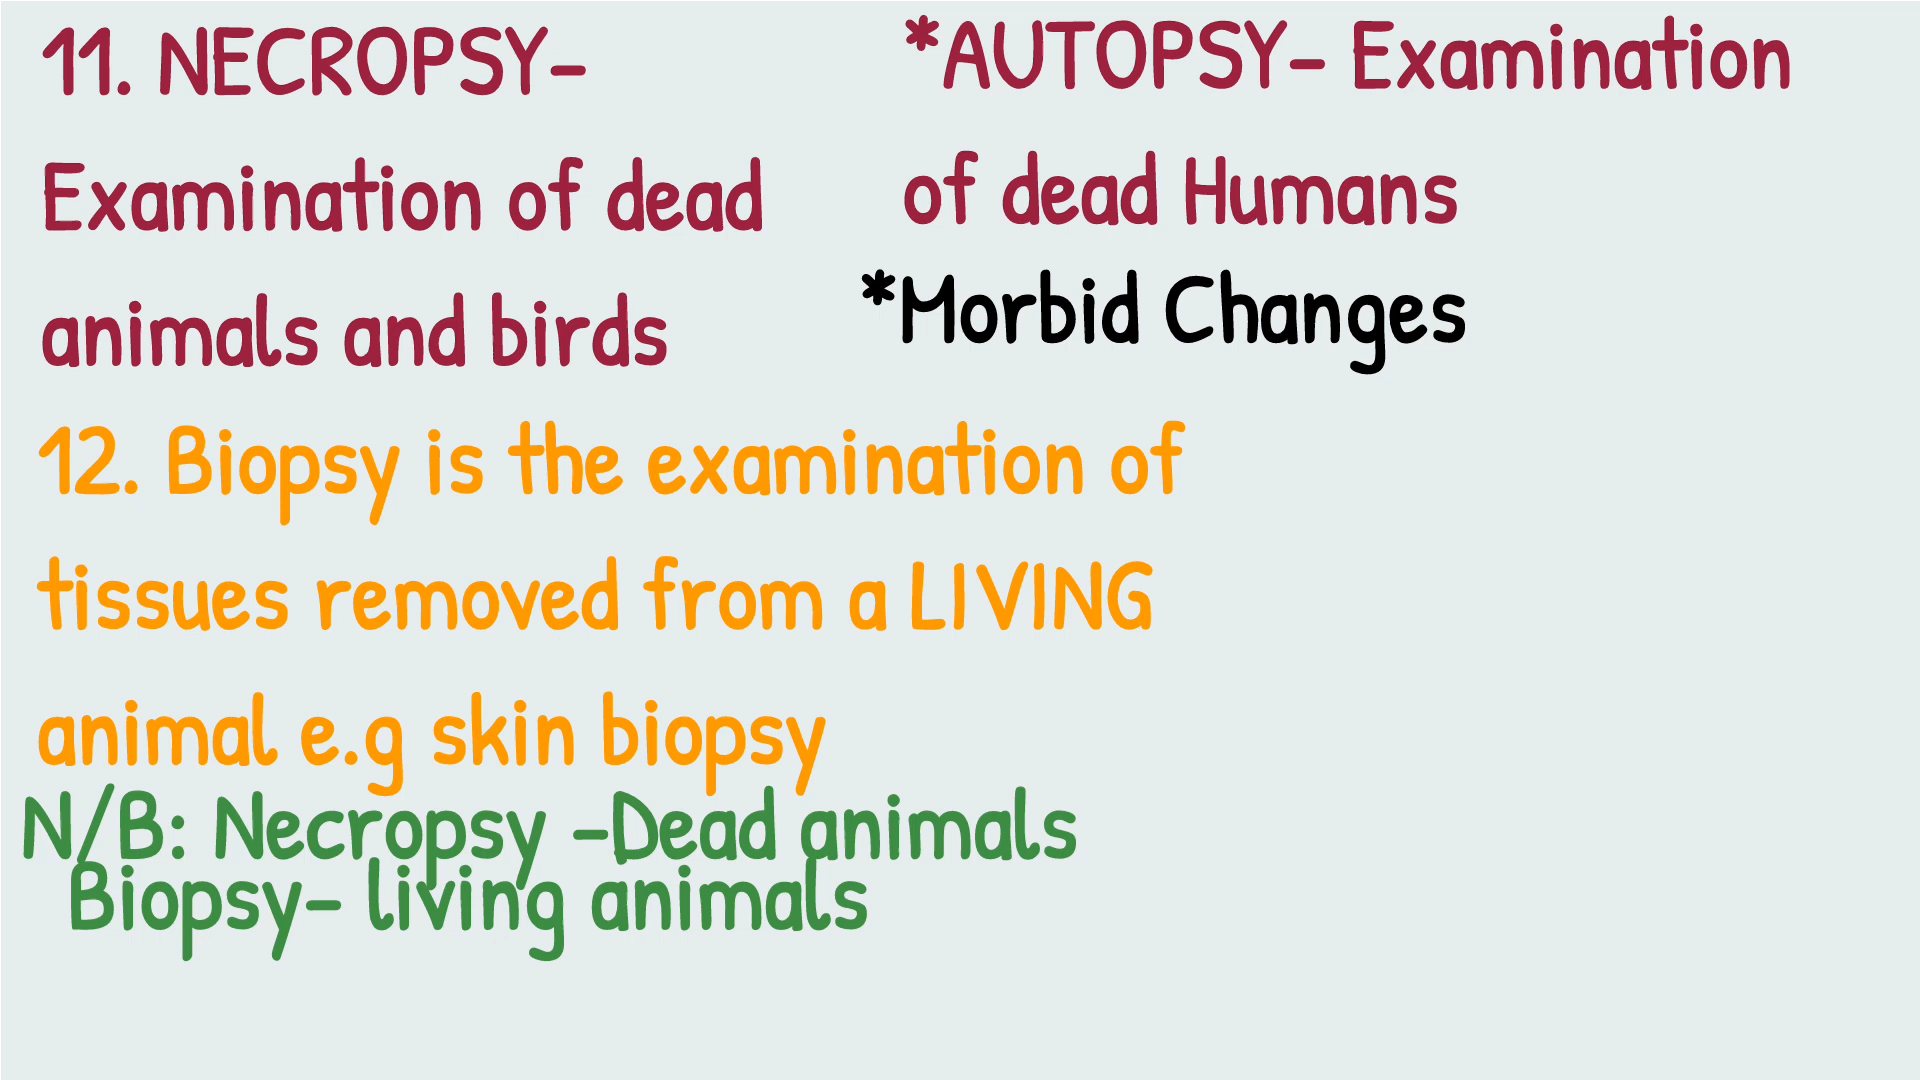 11. NECROPSY-
Examination of dead
animals and birds
*AUTOPSY- Examination
of dead Humans
*Morbid Changes
12. Biopsy is the examination of
tissues removed from a LIVING
animal e.g skin biopsy
N/B: Necropsy -Dead animals
Biopsy- living animals